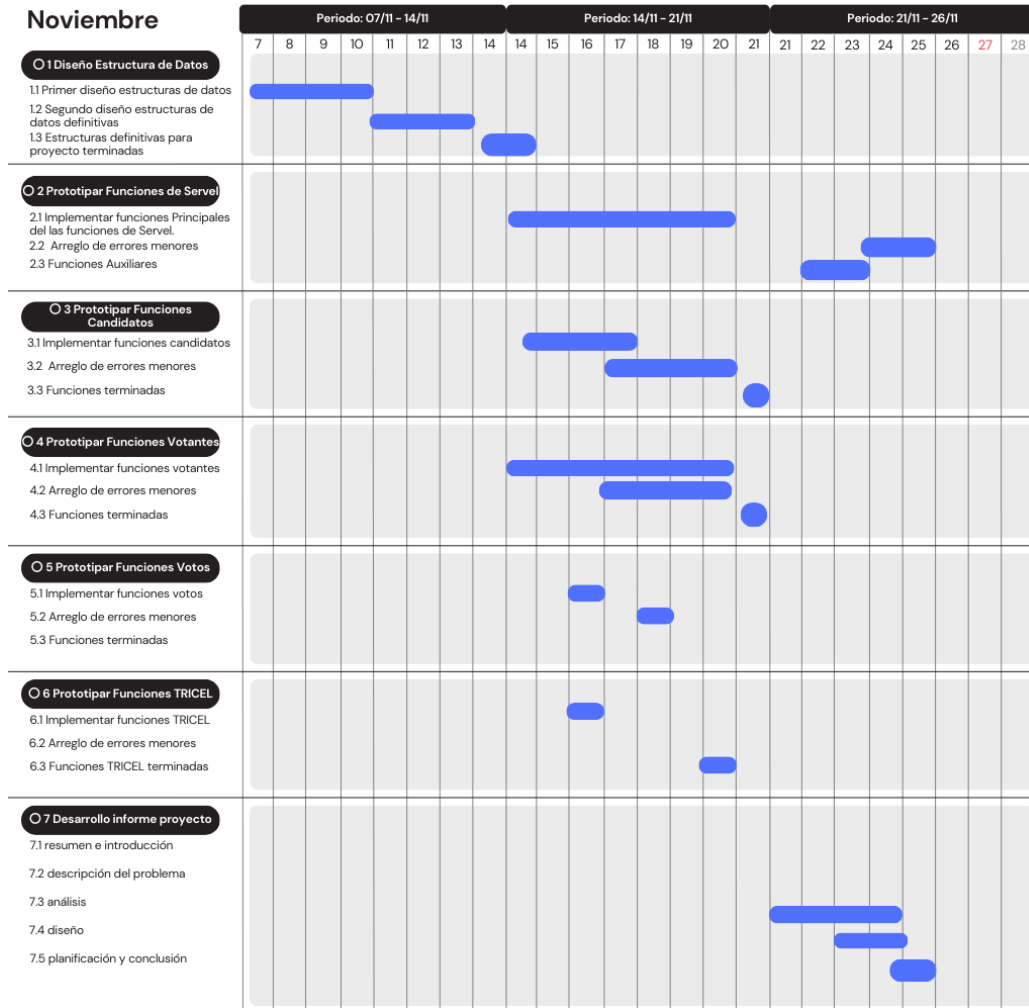 Noviembre
Periodo: 07/11 - 14/11
Periodo: 14/11 - 21/11
Periodo: 21/11 - 26/11
7 8 9 10 11 12 13 14 14 15 16 17 18 19 20 21 21 22 23 24 25 26 27 28
1 Diseño Estructura de Datos
1.1 Primer diseño estructuras de datos
1.2 Segundo diseño estructuras de
datos definitivas
1.3 Estructuras definitivas para
proyecto terminadas
2 Prototipar Funciones de Servel
2.1 Implementar funciones Principales
del las funciones de Servel.
2.2 Arreglo de errores menores
2.3 Funciones Auxiliares
3 Prototipar Funciones
Candidatos
3.1 Implementar funciones candidatos
3.2 Arreglo de errores menores
3.3 Funciones terminadas
4 Prototipar Funciones Votantes
4.1 Implementar funciones votantes
4.2 Arreglo de errores menores
4.3 Funciones terminadas
5 Prototipar Funciones Votos
5.1 Implementar funciones votos
5.2 Arreglo de errores menores
5.3 Funciones terminadas
6 Prototipar Funciones TRICEL
6.1 Implementar funciones TRICEL
6.2 Arreglo de errores menores
6.3 Funciones TRICEL terminadas
7 Desarrollo informe proyecto
7.1 resumen e introducción
7.2 descripción del problema
7.3 análisis
7.4 diseño
7.5 planificación y conclusión